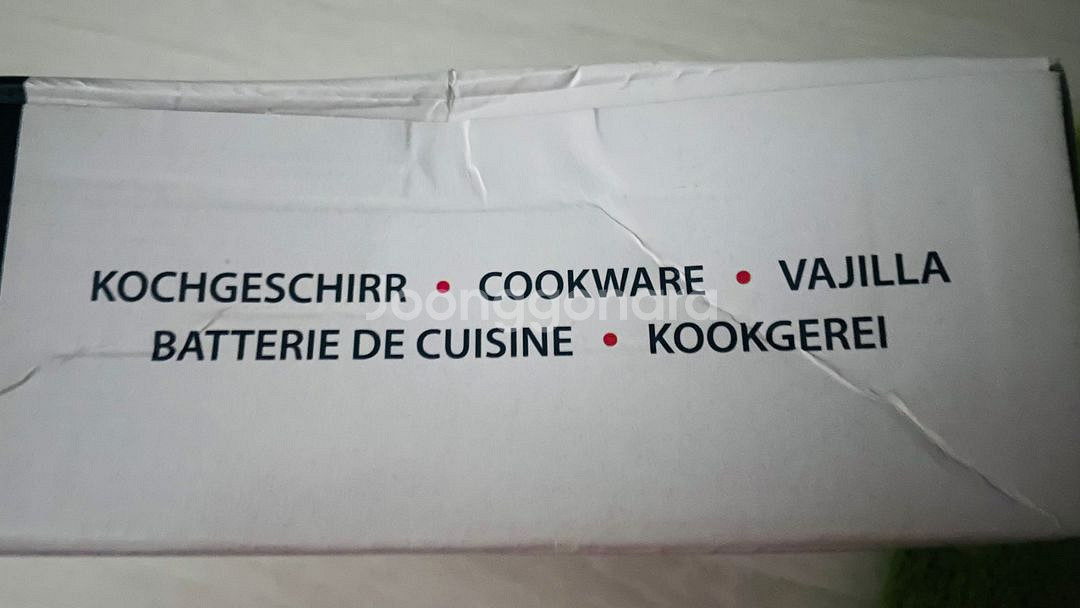 KOCHGESCHIRR • COOKWARE • VAJILLA
joonggonara
BATTERIE DE CUISINE • KOOKGEREI